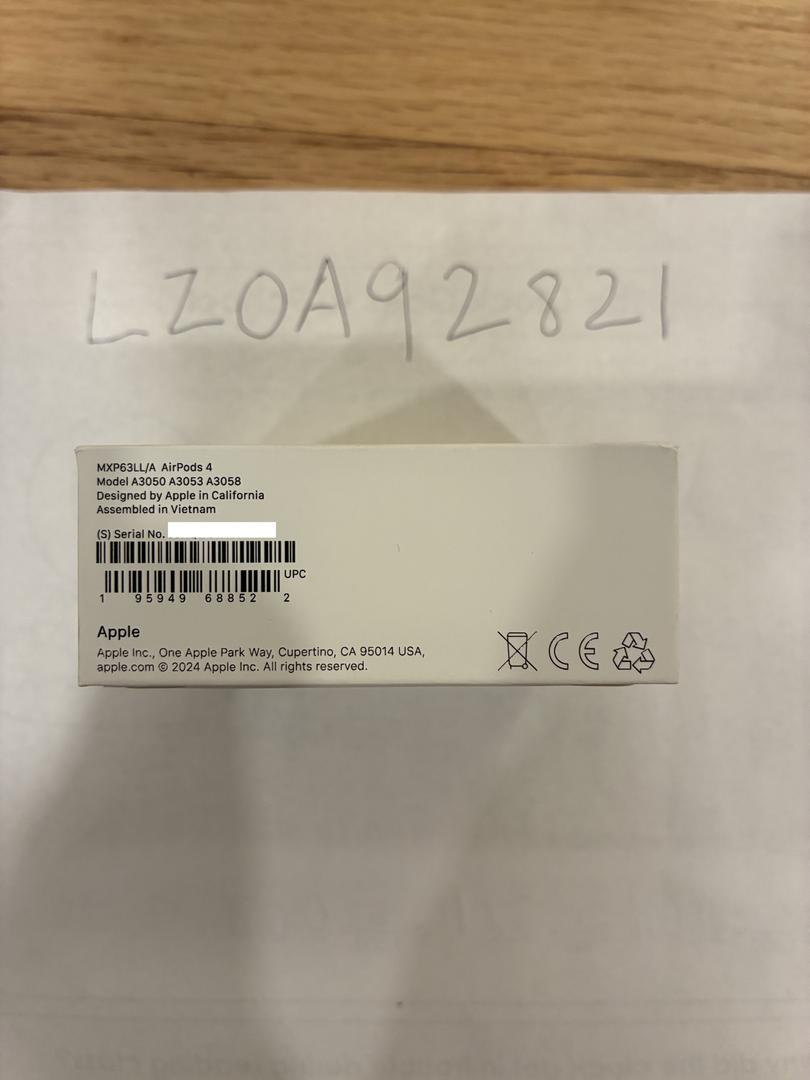 LZOA92821
MXP63LL/A AirPods 4
Model A3050 A3053 A3058
Designed by Apple in California
Assembled in Vietnam
(S) Serial No.
UPC
1 95949 68852 2
Apple
Apple Inc., One Apple Park Way, Cupertino, CA 95014 USA,
apple.com © 2024 Apple Inc. All rights reserved.